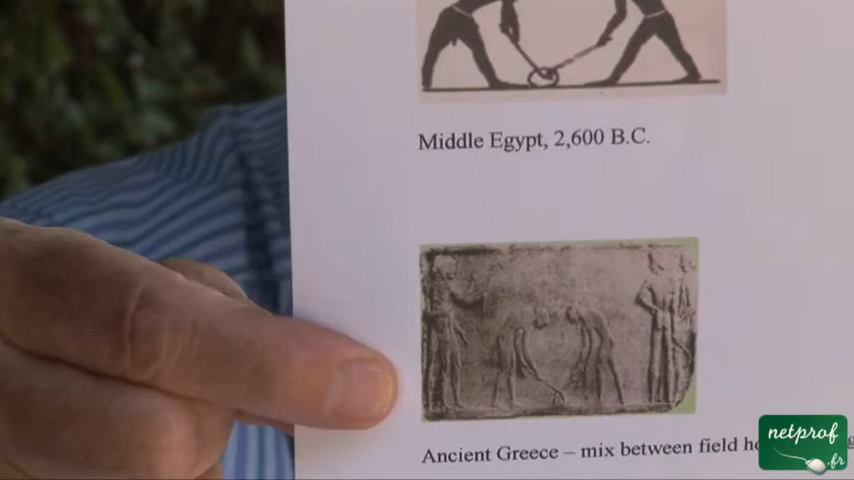 Middle Egypt, 2,600 B.C.
Ancient Greece – mix between field
netprof
.fr